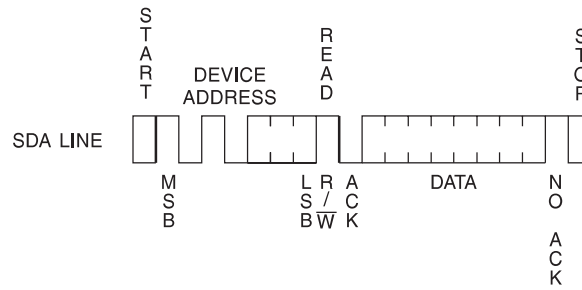 START
DEVICE
ADDRESS
READ
STOP
SDA LINE
MSB
LSB
R/W
ACK
DATA
NO ACK